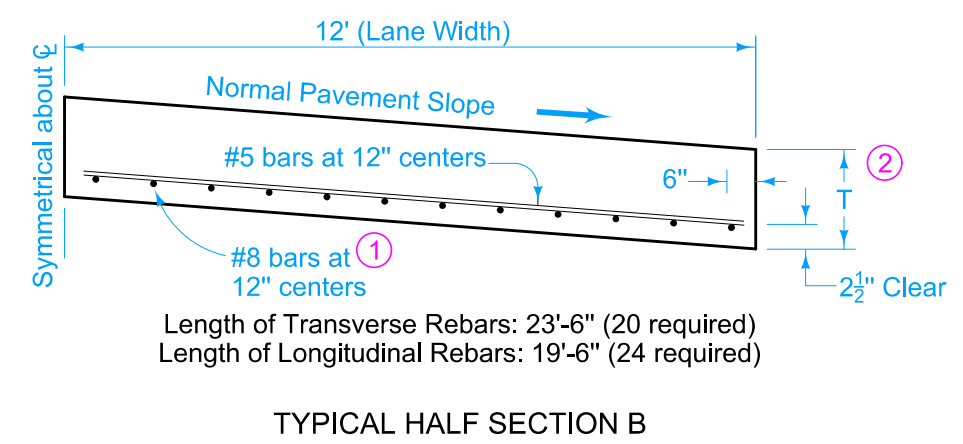 12' (Lane Width)
Symmetrical about ℄
Normal Pavement Slope
#5 bars at 12" centers
6"
T
2
#8 bars at
12" centers
1
2½" Clear
Length of Transverse Rebars: 23'-6" (20 required)
Length of Longitudinal Rebars: 19'-6" (24 required)
TYPICAL HALF SECTION B